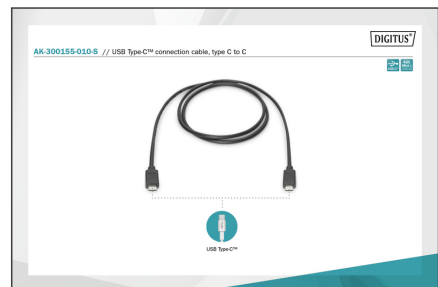 DIGITUS®
AK-300155-010-S // USB Type-C™ connection cable, type C to C
USB Type-C™